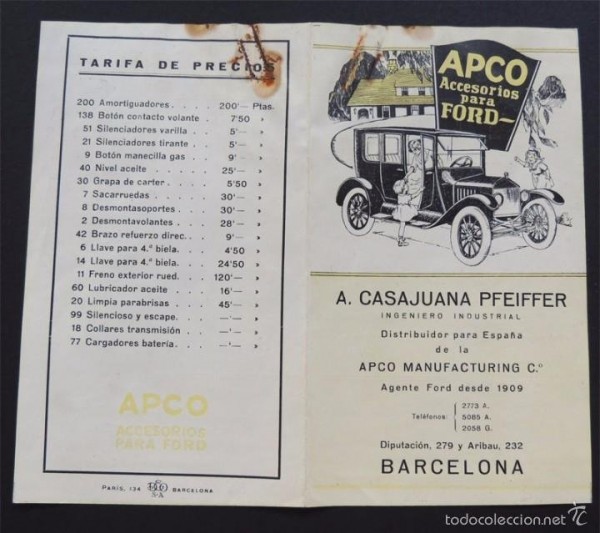 TARIFA DE PRECIOS
200 Amortiguadores. . . . 200'— Ptas.
138 Botón contacto volante . 7'50 »
51 Silenciadores varilla . . 5'— »
21 Silenciadores tirante . . 5'— »
9 Botón manecilla gas . . 9' — »
40 Nivel aceite . . . . 25'— »
30 Grapa de carter . . . . 5'50 »
7 Sacarruedas . . . . 30'— »
8 Desmontasoportes . . . 30'— »
2 Desmontavolantes . . . 28'— »
42 Brazo refuerzo direc. . . 9'— »
6 Llave para 4.ª biela. . . 4'50 »
14 Llave para 4.ª biela. . . 24'50 »
11 Freno exterior rued. . . 120'— »
60 Lubricador aceite . . . 16'— »
20 Limpia parabrisas . . . 45'— »
99 Silencioso y escape. . . —'— »
18 Collares transmisión . . —'— »
77 Cargadores batería. . . —'— »
APCO
ACCESORIOS
PARA FORD
PARÍS, 134 BARCELONA
APCO
Accesorios
para
FORD—
A. CASAJUANA PFEIFFER
INGENIERO INDUSTRIAL
Distribuidor para España
de la
APCO MANUFACTURING C.º
Agente Ford desde 1909
Teléfonos: 2773 A.
5085 A.
2058 G.
Diputación, 279 y Aribau, 232
BARCELONA
todocoleccion.net